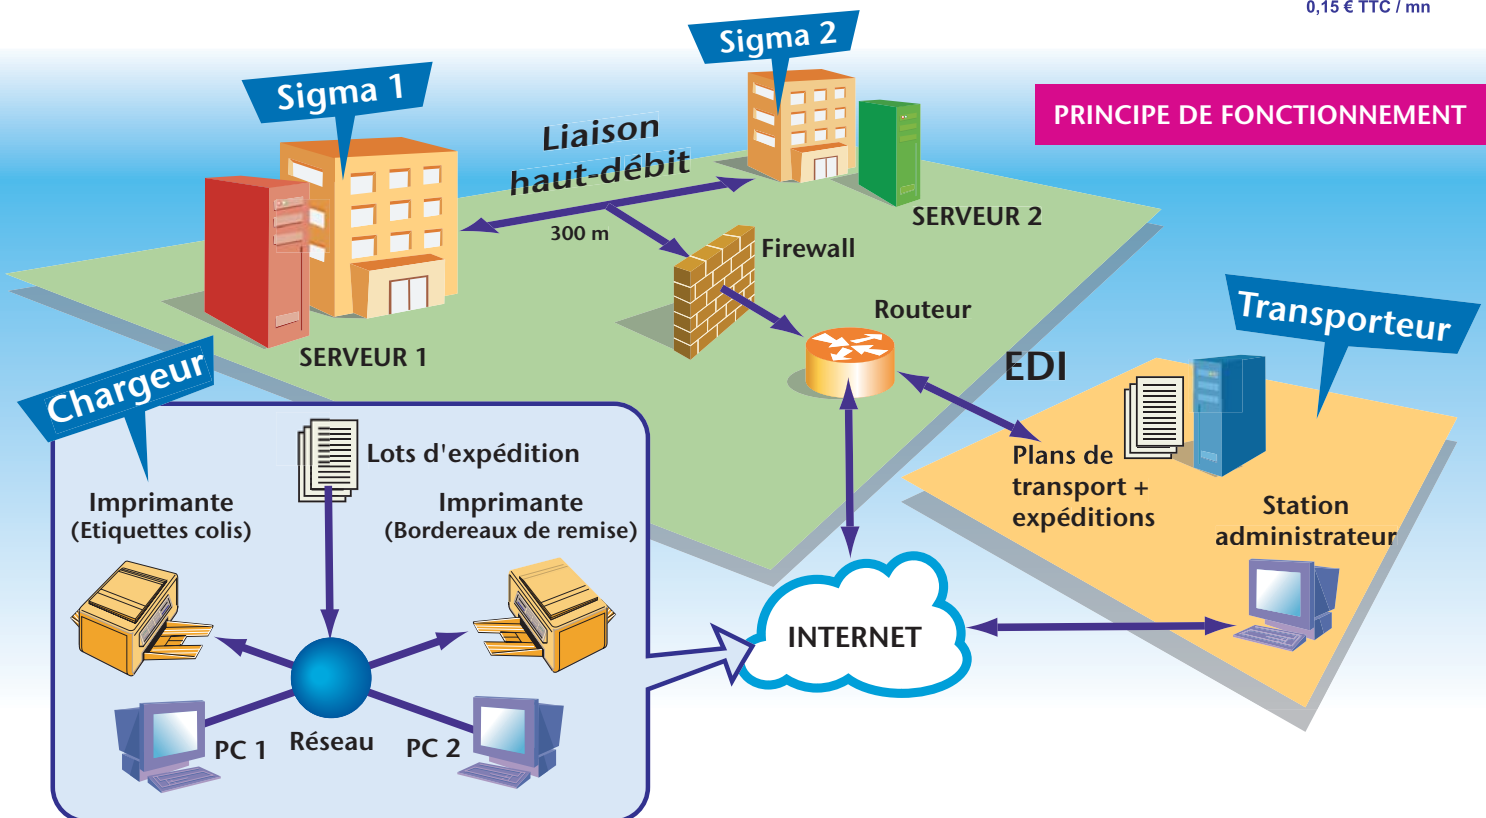 0,15 € TTC / mn
Sigma 2
Sigma 1
PRINCIPE DE FONCTIONNEMENT
Liaison
haut-débit
300 m
SERVEUR 2
Firewall
Routeur
SERVEUR 1
Transporteur
EDI
Chargeur
Lots d'expédition
Imprimante
(Etiquettes colis)
Imprimante
(Bordereaux de remise)
Plans de
transport +
expéditions
Station
administrateur
INTERNET
PC 1
Réseau
PC 2